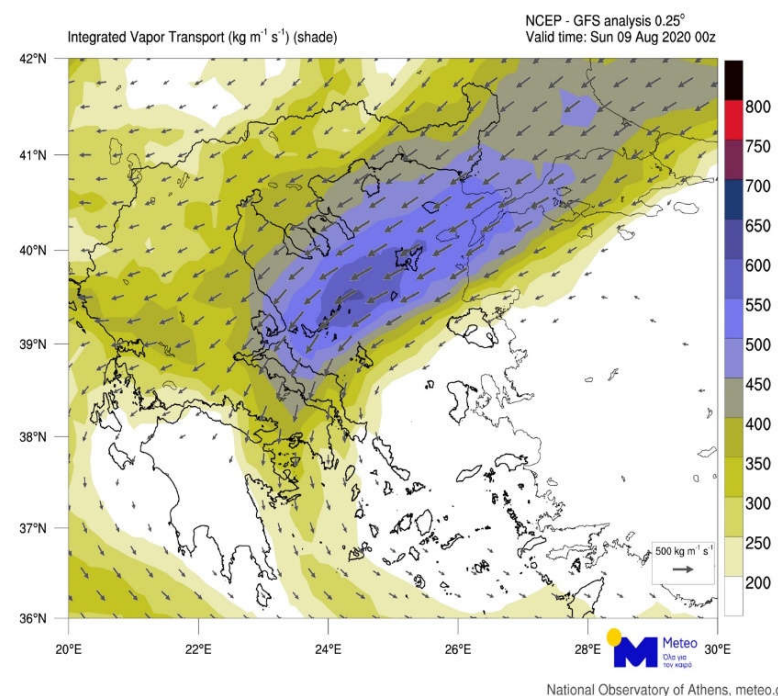 NCEP - GFS analysis 0.25°
Integrated Vapor Transport (kg m⁻¹ s⁻¹) (shade)
Valid time: Sun 09 Aug 2020 00z
42°N
41°N
40°N
39°N
38°N
37°N
36°N
20°E
22°E
24°E
26°E
28°E
30°E
800
750
700
650
600
550
500
450
400
350
300
250
200
500 kg m⁻¹ s⁻¹
Meteo
Όλα για
τον καιρό
National Observatory of Athens, meteo.g